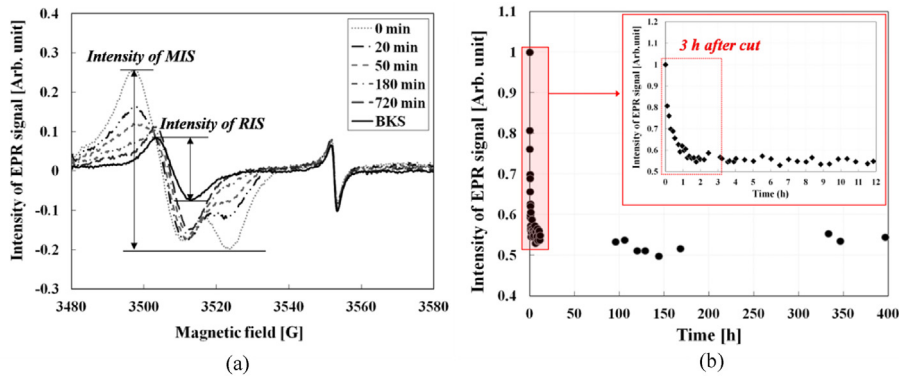 Intensity of EPR signal [Arb. unit]
0.4
0.3
0.2
0.1
0
-0.1
-0.2
-0.3
3480
3500
3520
3540
3560
3580
Magnetic field [G]
Intensity of MIS
Intensity of RIS
0 min
20 min
50 min
180 min
720 min
BKS
(a)
Intensity of EPR signal [Arb. unit]
1.1
1
0.9
0.8
0.7
0.6
0.5
0.4
0
50
100
150
200
250
300
350
400
Time [h]
Intensity of EPR signal [Arb.unit]
1.2
1.1
1
0.9
0.8
0.7
0.6
0.5
0 1 2 3 4 5 6 7 8 9 10 11 12
Time (h)
3 h after cut
(b)